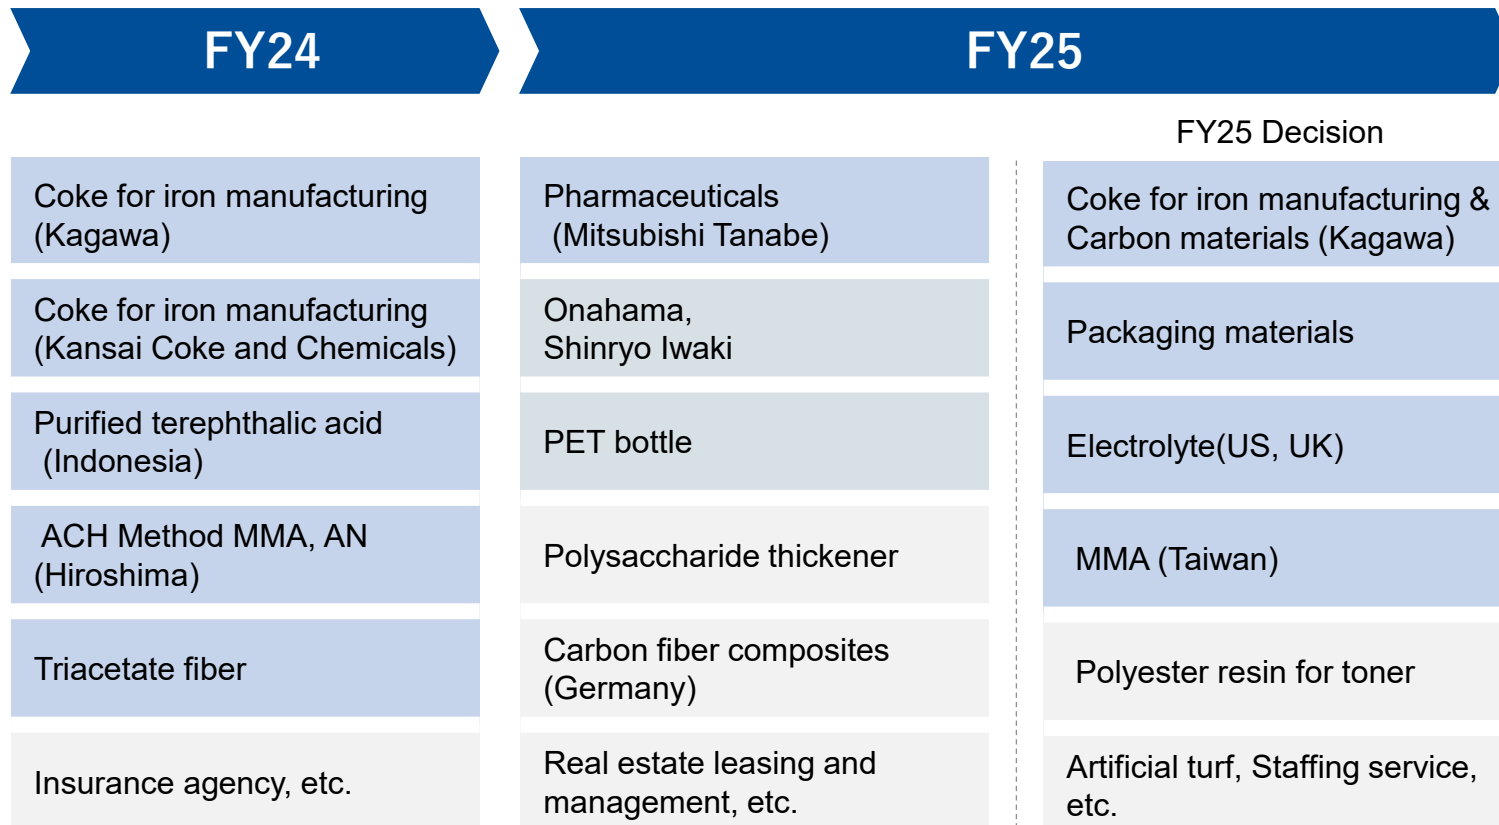 FY24
FY25
FY25 Decision
Coke for iron manufacturing
(Kagawa)
Coke for iron manufacturing
(Kansai Coke and Chemicals)
Purified terephthalic acid
(Indonesia)
ACH Method MMA, AN
(Hiroshima)
Triacetate fiber
Insurance agency, etc.
Pharmaceuticals
(Mitsubishi Tanabe)
Onahama,
Shinryo Iwaki
PET bottle
Polysaccharide thickener
Carbon fiber composites
(Germany)
Real estate leasing and
management, etc.
Coke for iron manufacturing &
Carbon materials (Kagawa)
Packaging materials
Electrolyte(US, UK)
MMA (Taiwan)
Polyester resin for toner
Artificial turf, Staffing service,
etc.